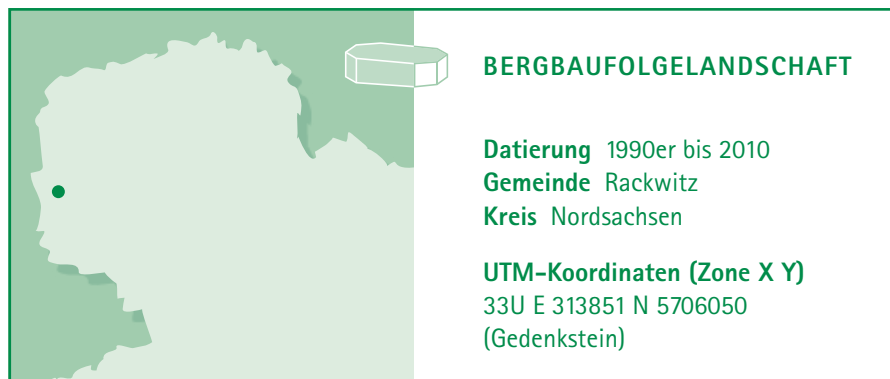 BERGBAUFOLGELANDSCHAFT
Datierung 1990er bis 2010
Gemeinde Rackwitz
Kreis Nordsachsen
UTM-Koordinaten (Zone X Y)
33U E 313851 N 5706050
(Gedenkstein)